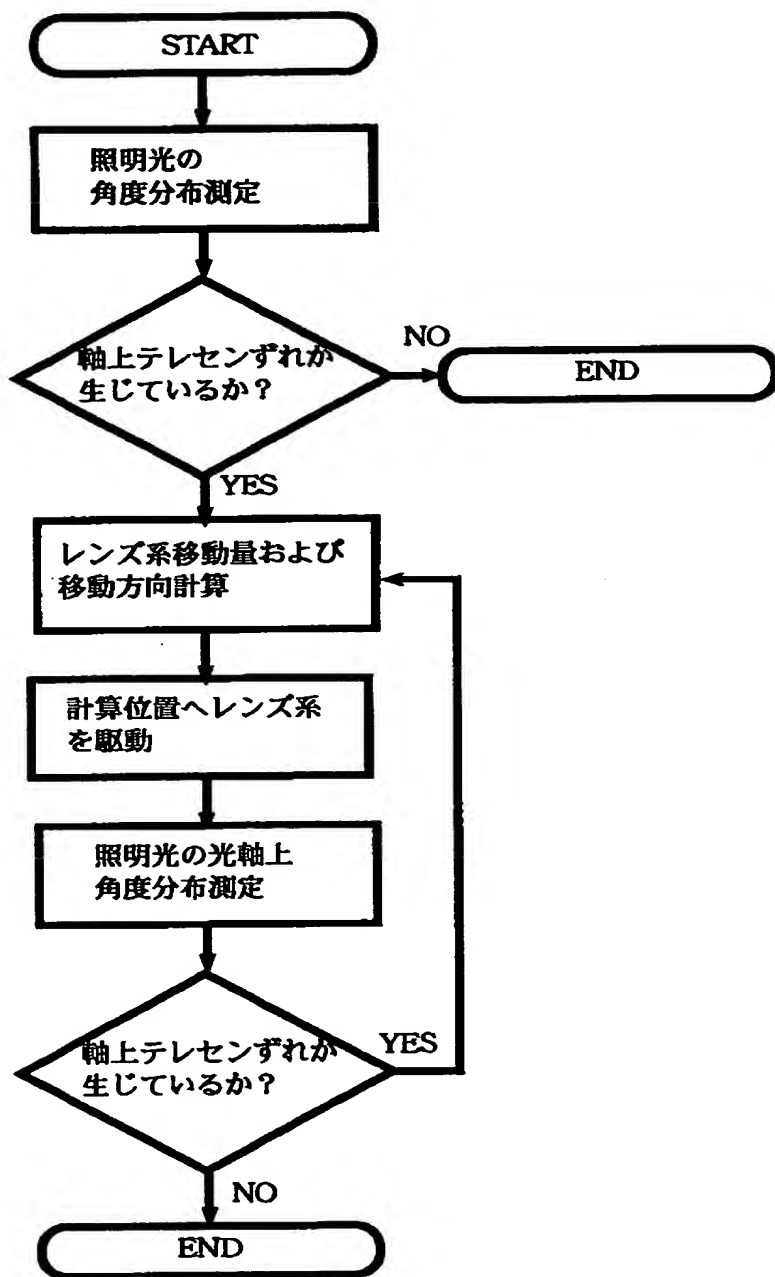 START
照明光の
角度分布測定
軸上テレセンずれが
生じているか?
NO
END
YES
レンズ系移動量および
移動方向計算
計算位置へレンズ系
を駆動
照明光の光軸上
角度分布測定
軸上テレセンずれが
生じているか?
YES
NO
END